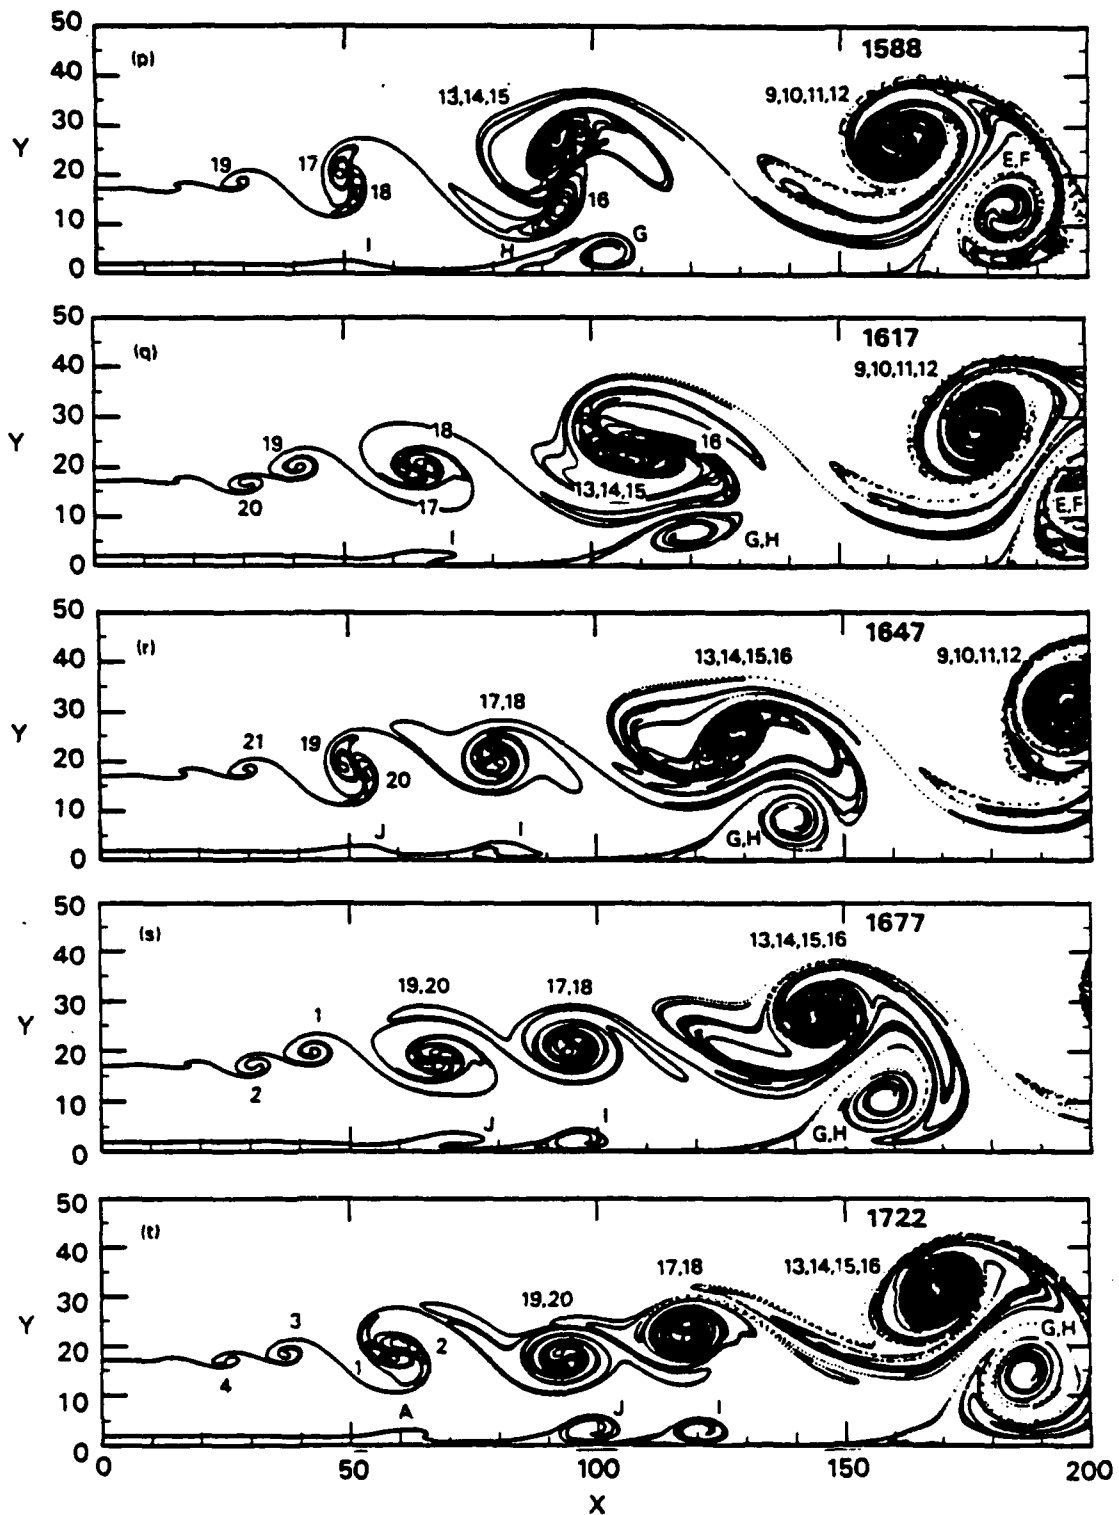 50
40
30
20
10
0
Y
(p)
1588
13,14,15
9,10,11,12
19
17
18
16
E,F
I
H
G
50
40
30
20
10
0
Y
(q)
1617
9,10,11,12
19
18
16
20
17
13,14,15
I
G,H
E,F
50
40
30
20
10
0
Y
(r)
1647
13,14,15,16
9,10,11,12
17,18
21
19
20
J
I
G,H
50
40
30
20
10
0
Y
(s)
1677
13,14,15,16
19,20
17,18
1
2
J
I
G,H
50
40
30
20
10
0
Y
(t)
1722
17,18
13,14,15,16
19,20
3
2
1
4
G,H
A
J
I
0
50
100
150
200
X